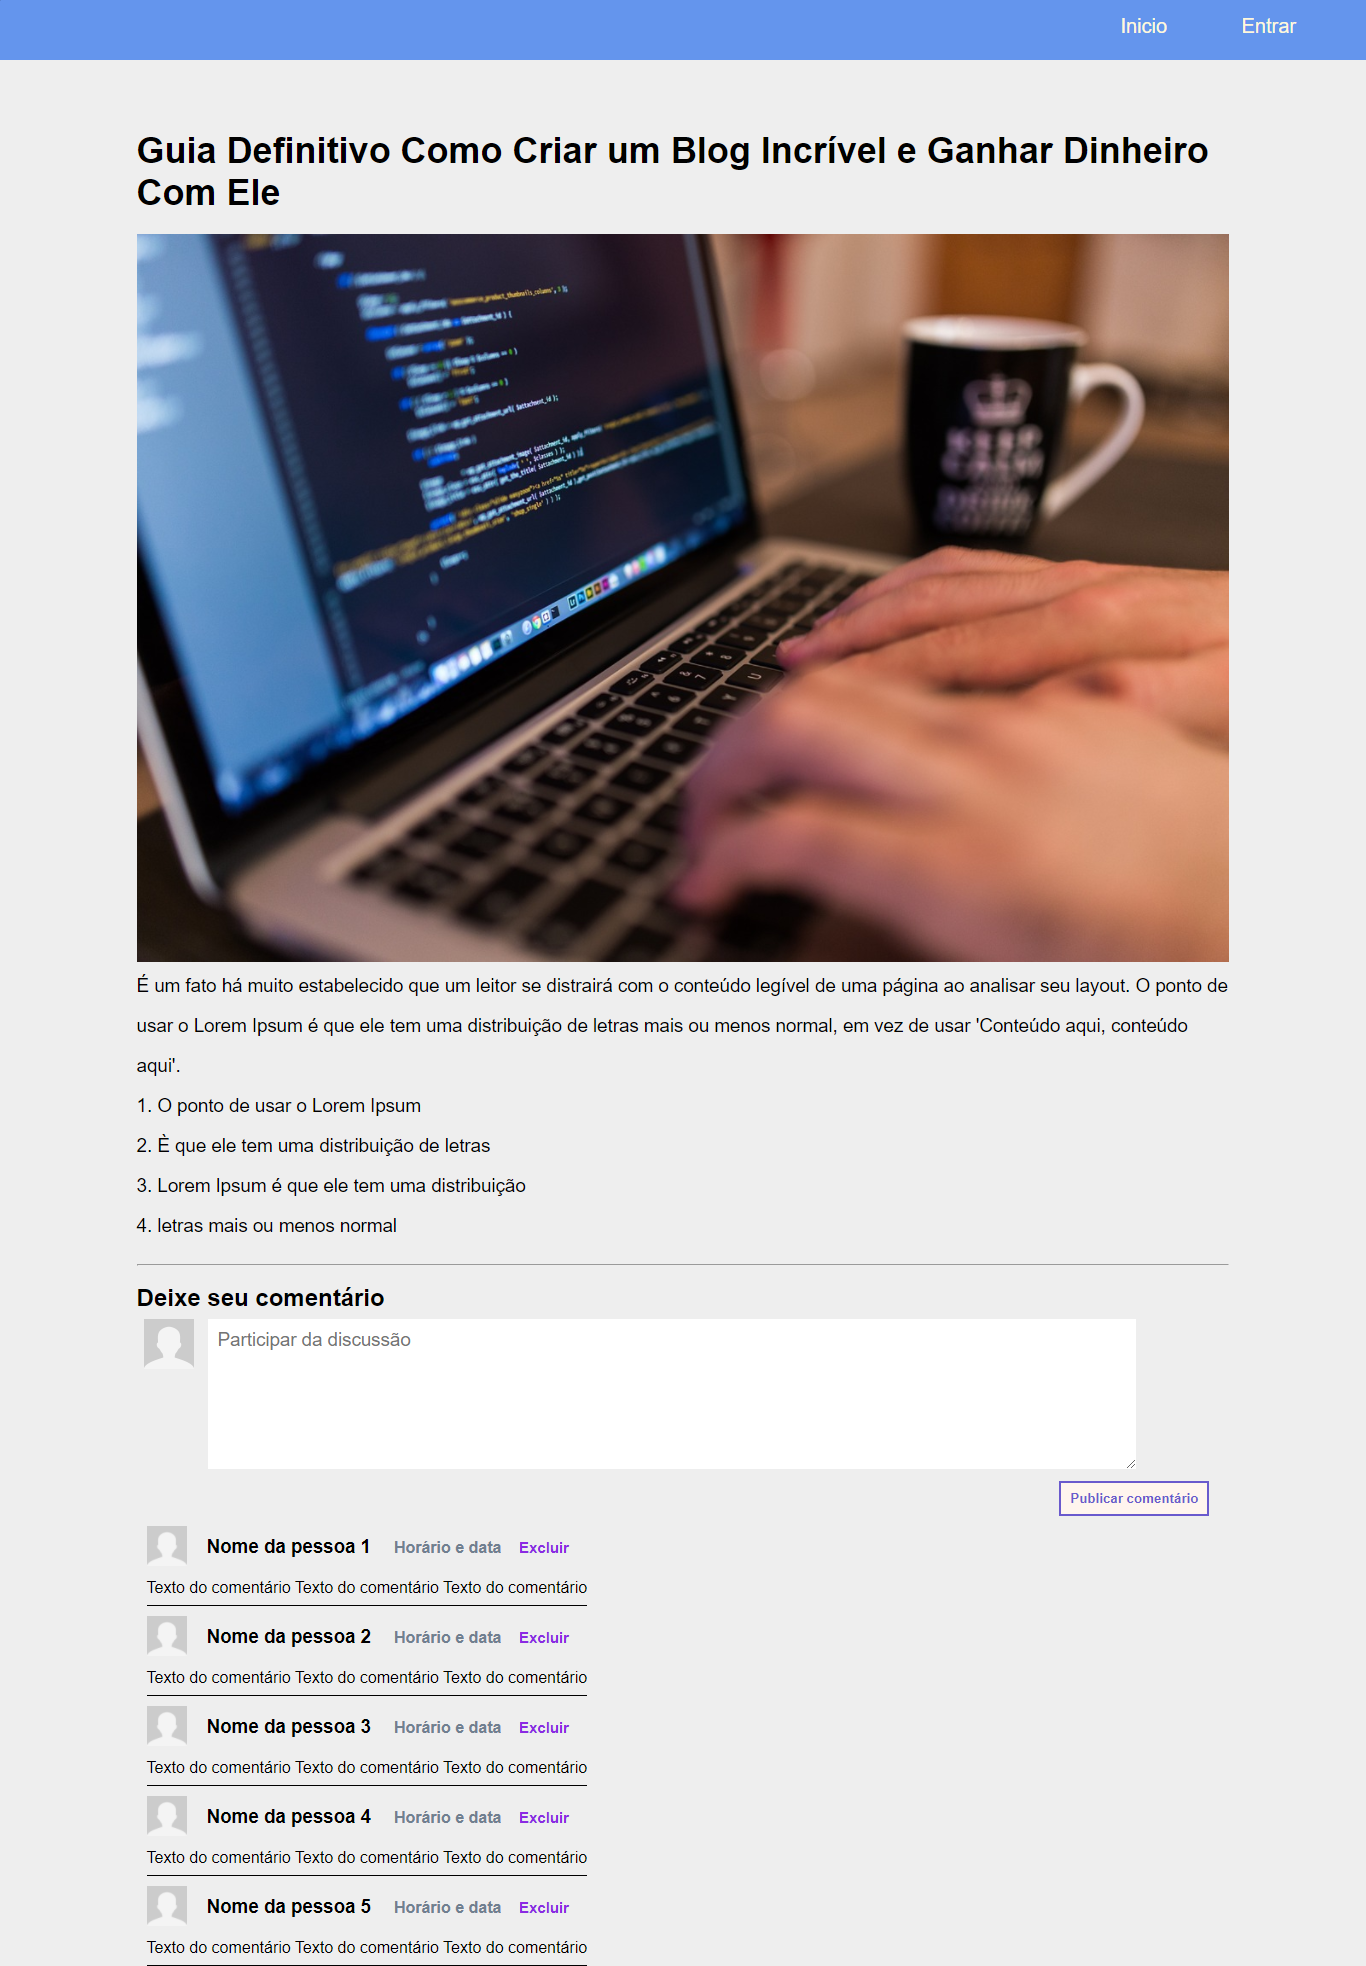 Inicio
Entrar
Guia Definitivo Como Criar um Blog Incrível e Ganhar Dinheiro
Com Ele
KEEP
CALM
É um fato há muito estabelecido que um leitor se distrairá com o conteúdo legível de uma página ao analisar seu layout. O ponto de
usar o Lorem Ipsum é que ele tem uma distribuição de letras mais ou menos normal, em vez de usar 'Conteúdo aqui, conteúdo
aqui'.
1. O ponto de usar o Lorem Ipsum
2. È que ele tem uma distribuição de letras
3. Lorem Ipsum é que ele tem uma distribuição
4. letras mais ou menos normal
Deixe seu comentário
Participar da discussão
Publicar comentário
Nome da pessoa 1 Horário e data Excluir
Texto do comentário Texto do comentário Texto do comentário
Nome da pessoa 2 Horário e data Excluir
Texto do comentário Texto do comentário Texto do comentário
Nome da pessoa 3 Horário e data Excluir
Texto do comentário Texto do comentário Texto do comentário
Nome da pessoa 4 Horário e data Excluir
Texto do comentário Texto do comentário Texto do comentário
Nome da pessoa 5 Horário e data Excluir
Texto do comentário Texto do comentário Texto do comentário